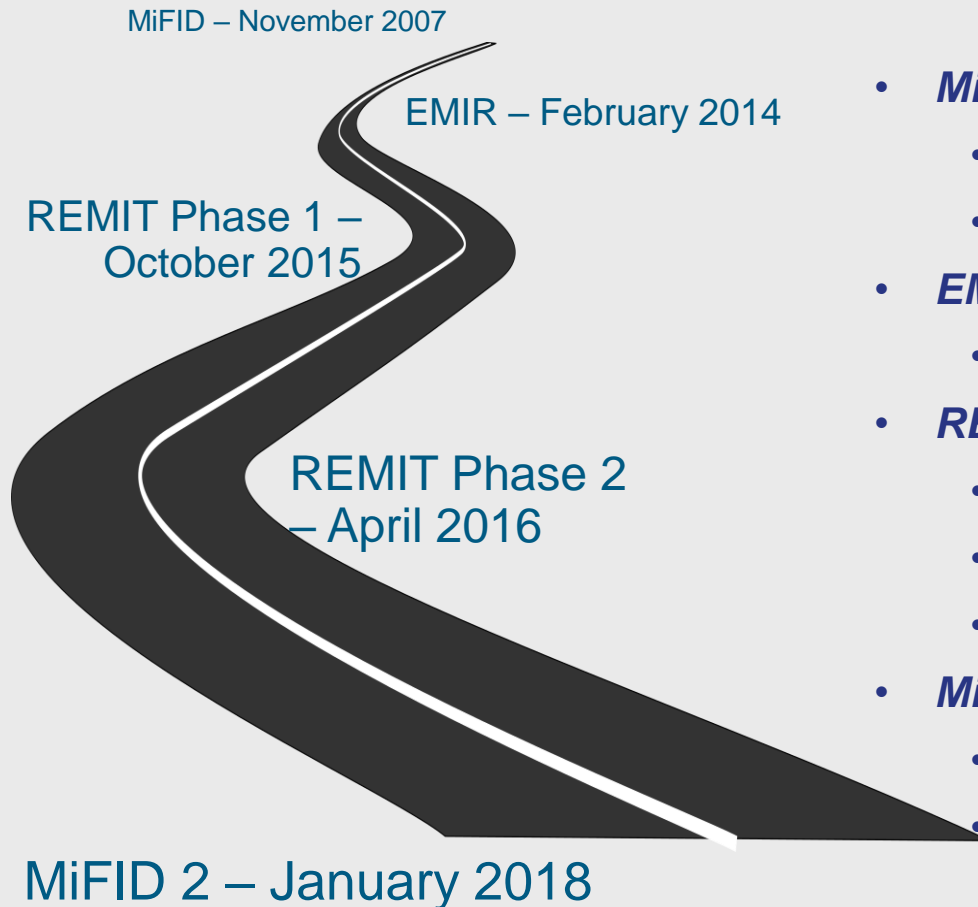 MiFID – November 2007
EMIR – February 2014
REMIT Phase 1 –
October 2015
REMIT Phase 2
– April 2016
MiFID 2 – January 2018